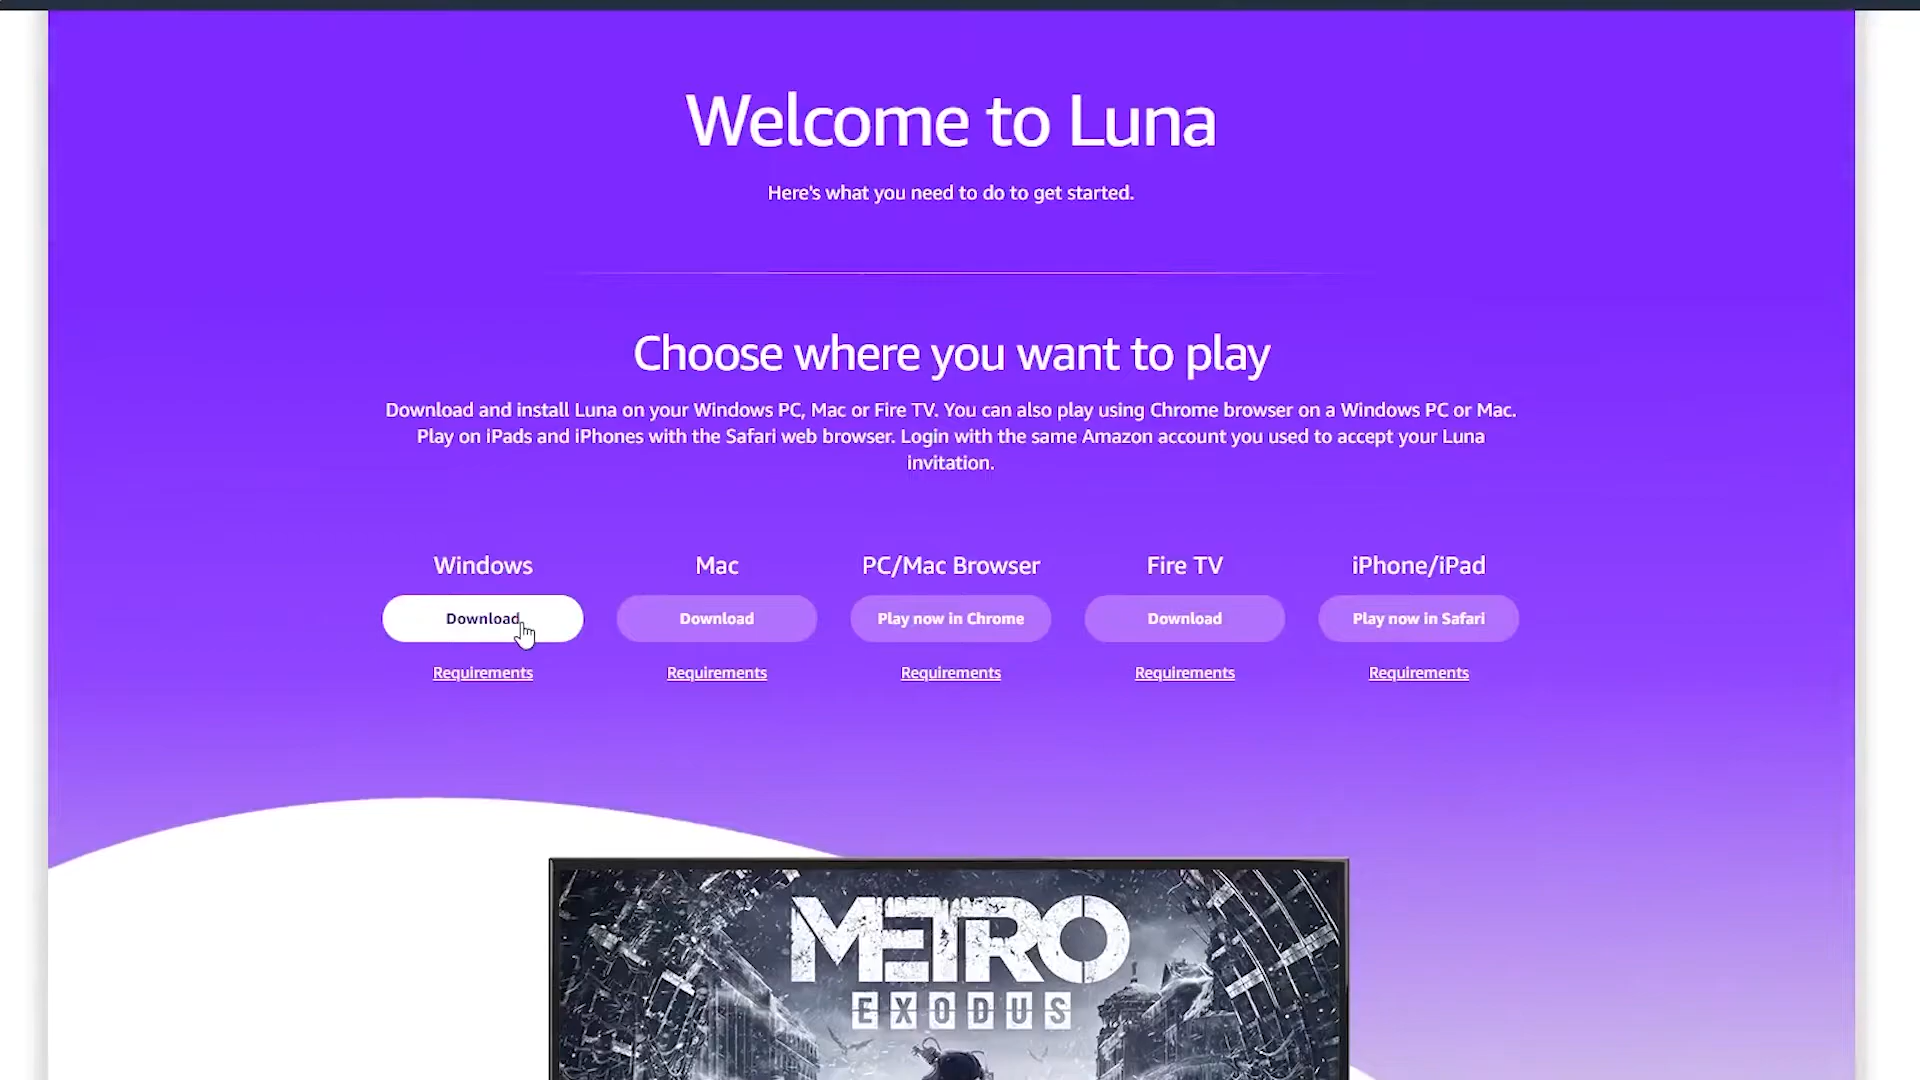 Welcome to Luna
Here's what you need to do to get started.
Choose where you want to play
Download and install Luna on your Windows PC, Mac or Fire TV. You can also play using Chrome browser on a Windows PC or Mac.
Play on iPads and iPhones with the Safari web browser. Login with the same Amazon account you used to accept your Luna
invitation.
Windows
Mac
PC/Mac Browser
Fire TV
iPhone/iPad
Download
Download
Play now in Chrome
Download
Play now in Safari
Requirements
Requirements
Requirements
Requirements
Requirements
METRO
EXODUS